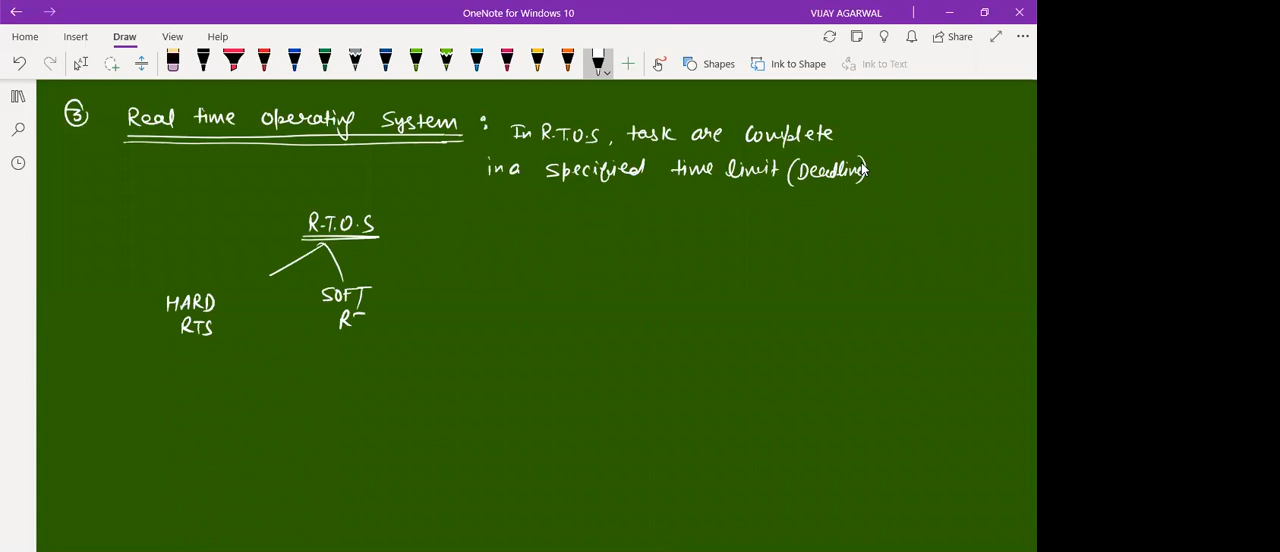 OneNote for Windows 10
VIJAY AGARWAL
Home Insert Draw View Help
Share
Shapes Ink to Shape Ink to Text
3 Real time operating System : In R.T.O.S, task are complete
in a specified time limit (Deadline)
R.T.O.S
HARD SOFT
RTS RT